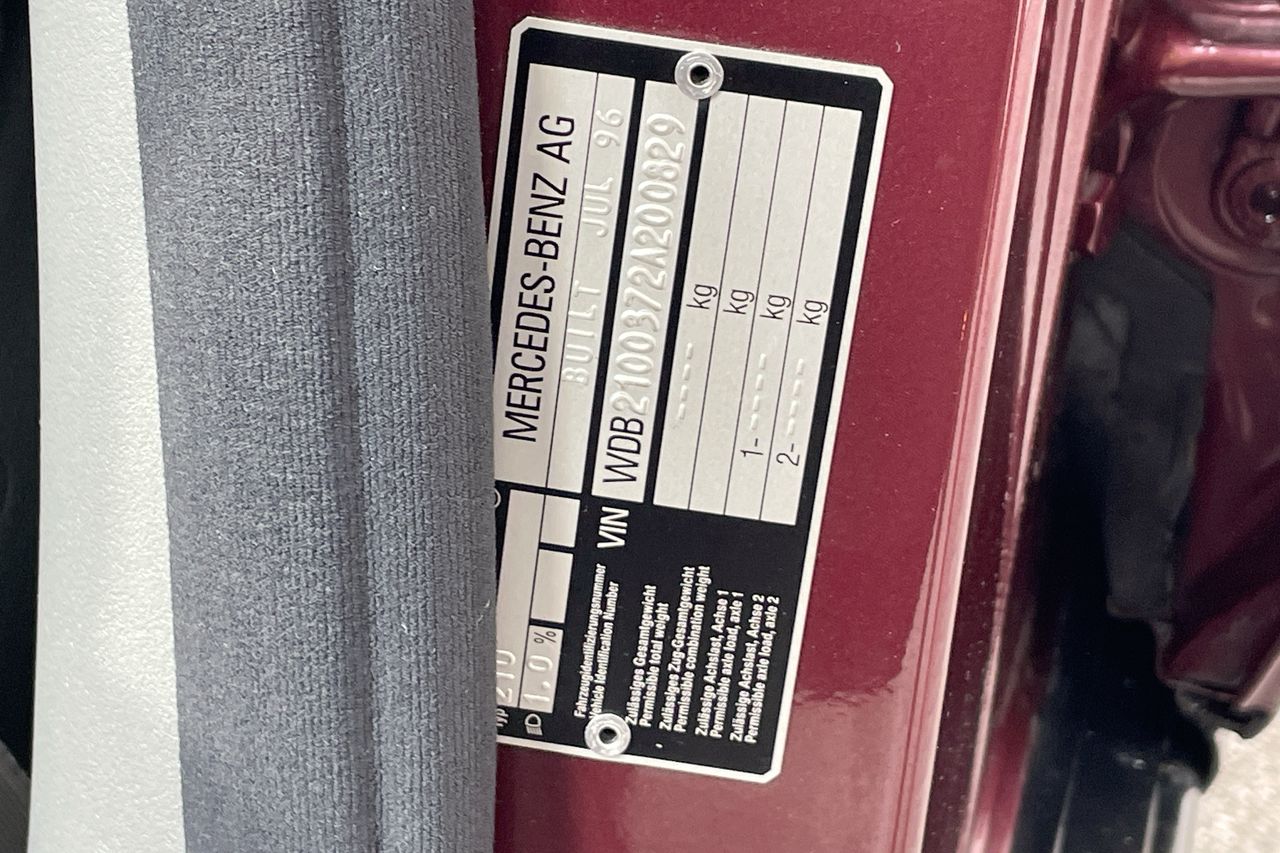 MERCEDES-BENZ AG
BUILT JUL 96
210
1.0 %
Fahrzeugidentifizierungsnummer
Vehicle Identification Number
VIN WDB2100372A200829
Zulässiges Gesamtgewicht
Permissible total weight
---- kg
Zulässiges Zug-Gesamtgewicht
Permissible combination weight
kg
Zulässige Achslast, Achse 1
Permissible axle load, axle 1
1- ---- kg
Zulässige Achslast, Achse 2
Permissible axle load, axle 2
2- ---- kg